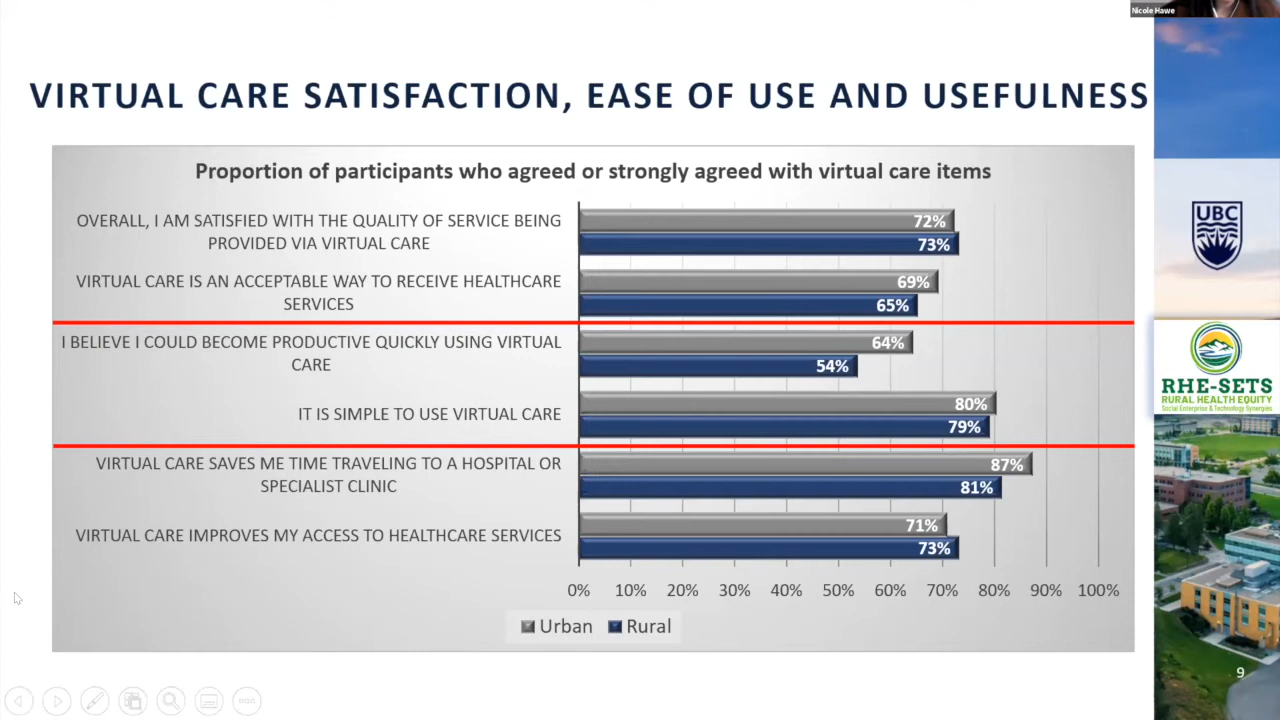 Nicole Hawe
VIRTUAL CARE SATISFACTION, EASE OF USE AND USEFULNESS
Proportion of participants who agreed or strongly agreed with virtual care items
OVERALL, I AM SATISFIED WITH THE QUALITY OF SERVICE BEING
PROVIDED VIA VIRTUAL CARE
72%
73%
VIRTUAL CARE IS AN ACCEPTABLE WAY TO RECEIVE HEALTHCARE
SERVICES
69%
65%
I BELIEVE I COULD BECOME PRODUCTIVE QUICKLY USING VIRTUAL
CARE
64%
54%
IT IS SIMPLE TO USE VIRTUAL CARE
80%
79%
VIRTUAL CARE SAVES ME TIME TRAVELING TO A HOSPITAL OR
SPECIALIST CLINIC
87%
81%
VIRTUAL CARE IMPROVES MY ACCESS TO HEALTHCARE SERVICES
71%
73%
0% 10% 20% 30% 40% 50% 60% 70% 80% 90% 100%
Urban Rural
UBC
RHE-SETS
RURAL HEALTH EQUITY
Social Enterprise & Technology Synergies
9